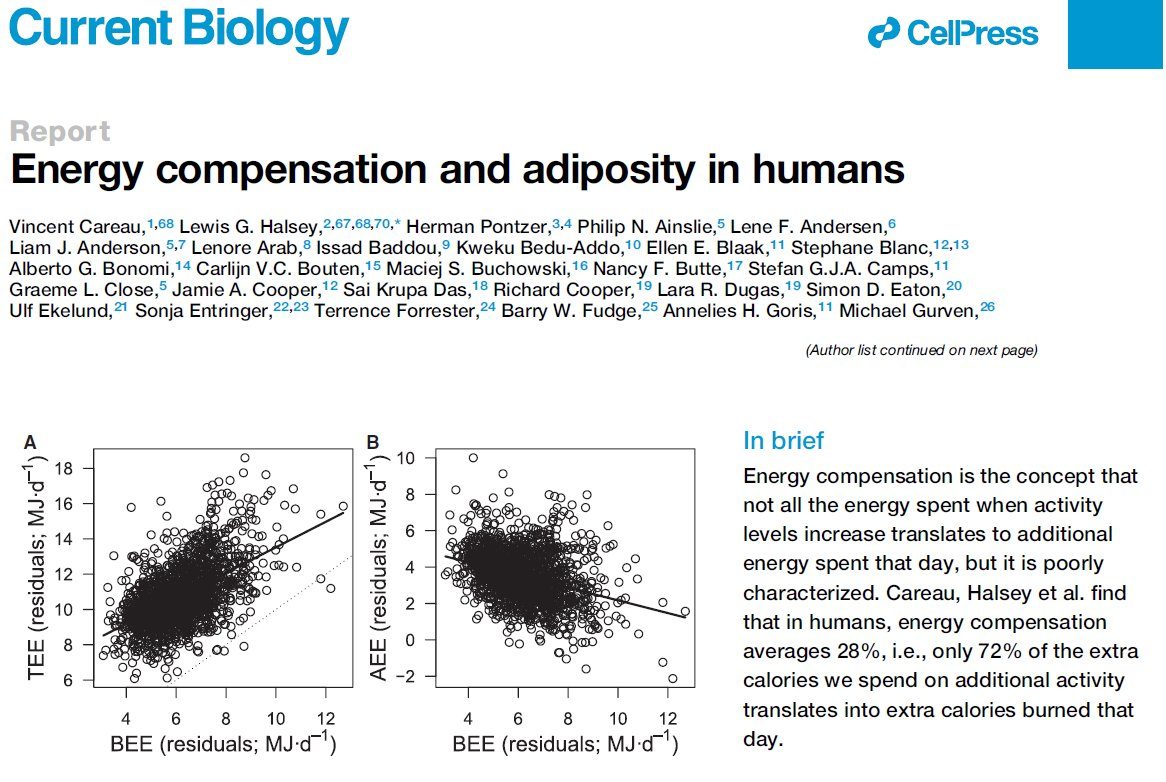 Current Biology
CellPress
Report
Energy compensation and adiposity in humans
Vincent Careau,1,68 Lewis G. Halsey,2,67,68,70,* Herman Pontzer,3,4 Philip N. Ainslie,5 Lene F. Andersen,6
Liam J. Anderson,5,7 Lenore Arab,8 Issad Baddou,9 Kweku Bedu-Addo,10 Ellen E. Blaak,11 Stephane Blanc,12,13
Alberto G. Bonomi,14 Carlijn V.C. Bouten,15 Maciej S. Buchowski,16 Nancy F. Butte,17 Stefan G.J.A. Camps,11
Graeme L. Close,5 Jamie A. Cooper,12 Sai Krupa Das,18 Richard Cooper,19 Lara R. Dugas,19 Simon D. Eaton,20
Ulf Ekelund,21 Sonja Entringer,22,23 Terrence Forrester,24 Barry W. Fudge,25 Annelies H. Goris,11 Michael Gurven,26
(Author list continued on next page)
A
TEE (residuals; MJ·d−1)
18
16
14
12
10
8
6
4 6 8 10 12
BEE (residuals; MJ·d−1)
B
AEE (residuals; MJ·d−1)
10
8
6
4
2
0
−2
4 6 8 10 12
BEE (residuals; MJ·d−1)
In brief
Energy compensation is the concept that
not all the energy spent when activity
levels increase translates to additional
energy spent that day, but it is poorly
characterized. Careau, Halsey et al. find
that in humans, energy compensation
averages 28%, i.e., only 72% of the extra
calories we spend on additional activity
translates into extra calories burned that
day.